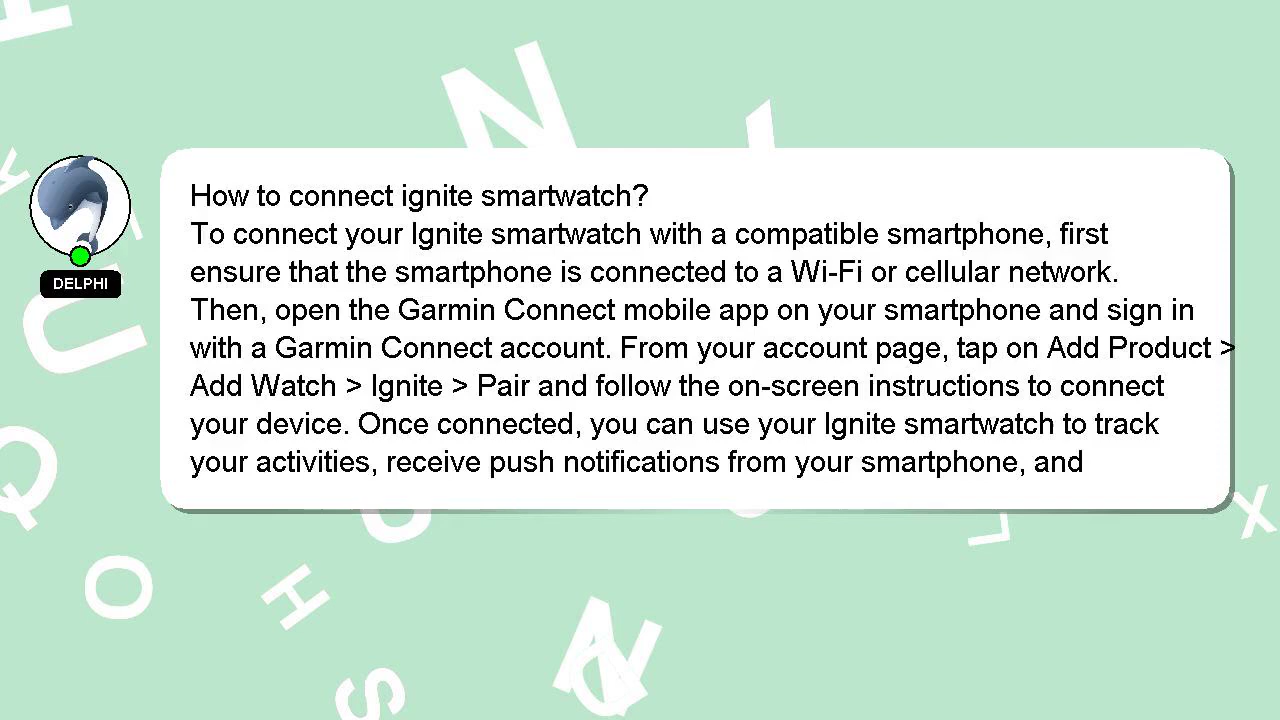 How to connect ignite smartwatch?
To connect your Ignite smartwatch with a compatible smartphone, first
ensure that the smartphone is connected to a Wi-Fi or cellular network.
Then, open the Garmin Connect mobile app on your smartphone and sign in
with a Garmin Connect account. From your account page, tap on Add Product >
Add Watch > Ignite > Pair and follow the on-screen instructions to connect
your device. Once connected, you can use your Ignite smartwatch to track
your activities, receive push notifications from your smartphone, and
DELPHI